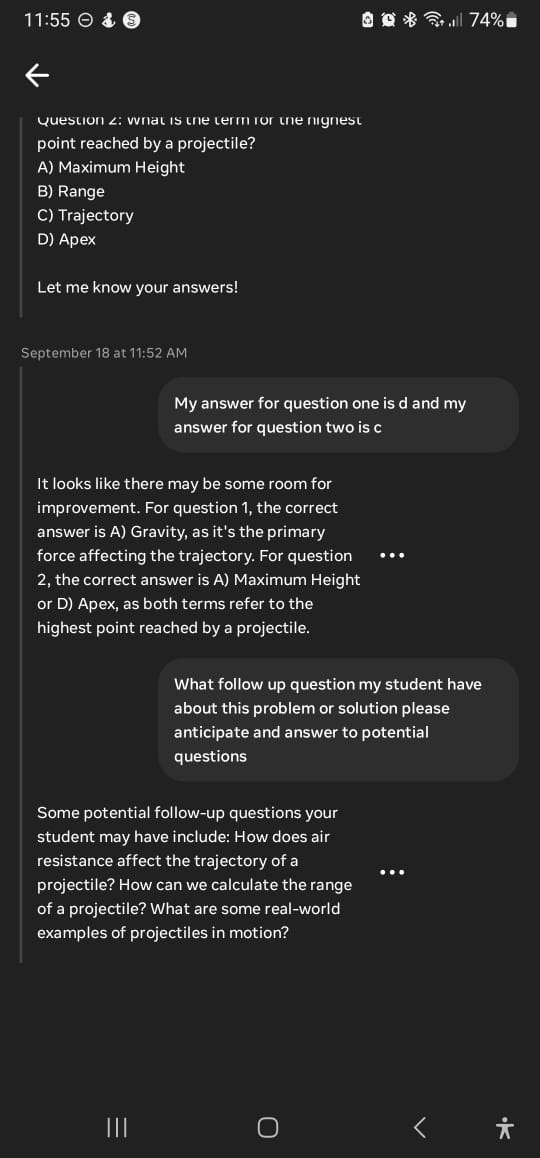 11:55
74%
Question 2: What is the term for the highest
point reached by a projectile?
A) Maximum Height
B) Range
C) Trajectory
D) Apex
Let me know your answers!
September 18 at 11:52 AM
My answer for question one is d and my
answer for question two is c
It looks like there may be some room for
improvement. For question 1, the correct
answer is A) Gravity, as it's the primary
force affecting the trajectory. For question
2, the correct answer is A) Maximum Height
or D) Apex, as both terms refer to the
highest point reached by a projectile.
What follow up question my student have
about this problem or solution please
anticipate and answer to potential
questions
Some potential follow-up questions your
student may have include: How does air
resistance affect the trajectory of a
projectile? How can we calculate the range
of a projectile? What are some real-world
examples of projectiles in motion?